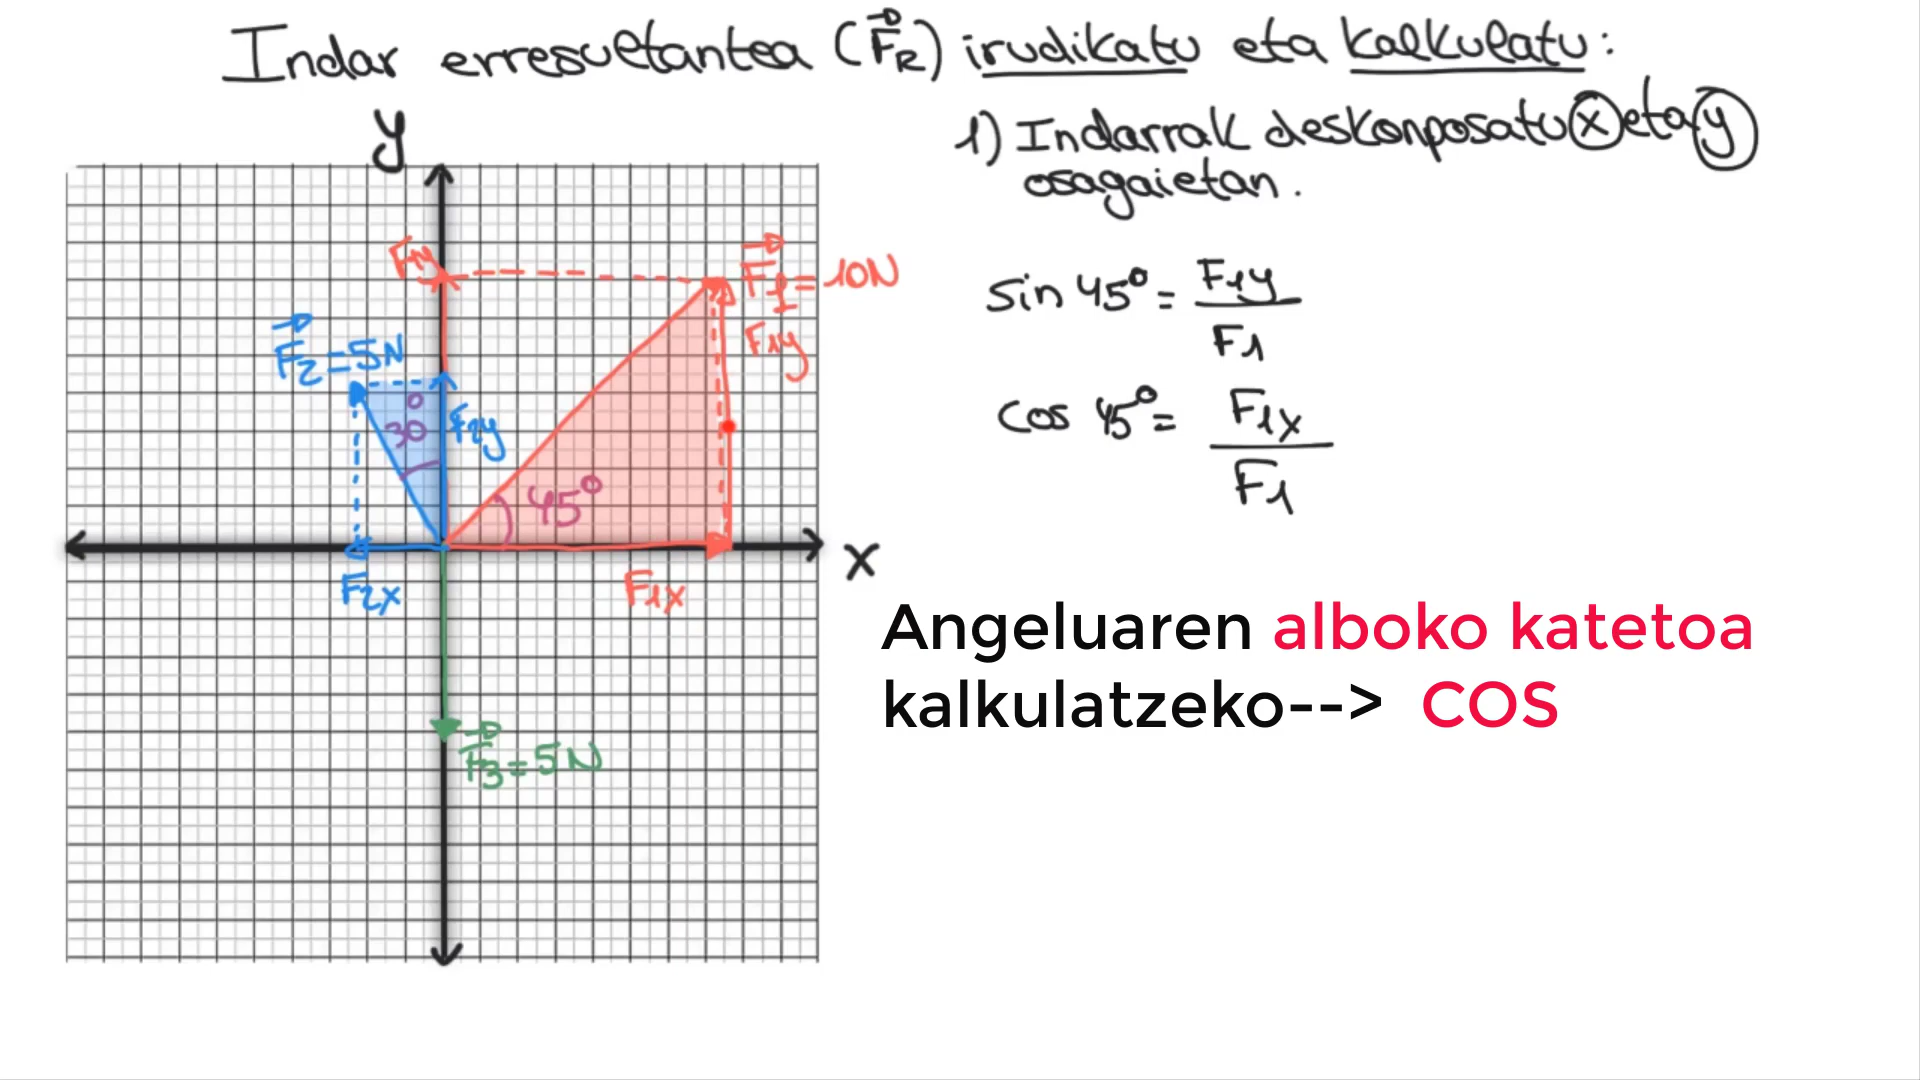 Indar erresultantea (F⃗R) irudikatu eta kalkulatu:
y
1) Indarrak deskonposatu x eta y
osagaietan.
F1y
F⃗1 = 10N
F1y
sin 45° = F1y / F1
F⃗2 = 5N
30°
F2y
cos 45° = F1x / F1
45°
x
F2x
F1x
Angeluaren alboko katetoa
kalkulatzeko--> COS
F⃗3 = 5N